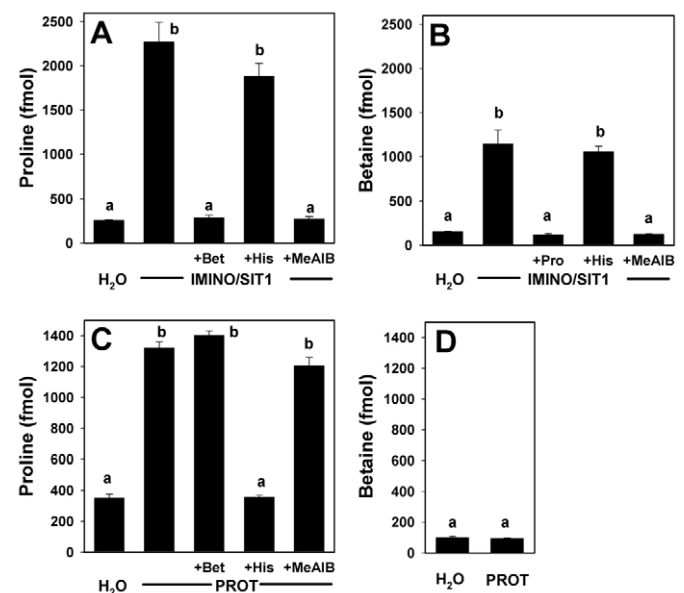 A
Proline (fmol)
2500
2000
1500
1000
500
0
a
b
a
b
a
+Bet +His +MeAIB
H₂O IMINO/SIT1
B
Betaine (fmol)
2500
2000
1500
1000
500
0
a
b
a
b
a
+Pro +His +MeAIB
H₂O IMINO/SIT1
C
Proline (fmol)
1400
1200
1000
800
600
400
200
0
a
b
b
a
b
+Bet +His +MeAIB
H₂O PROT
D
Betaine (fmol)
1400
1200
1000
800
600
400
200
0
a
a
H₂O PROT